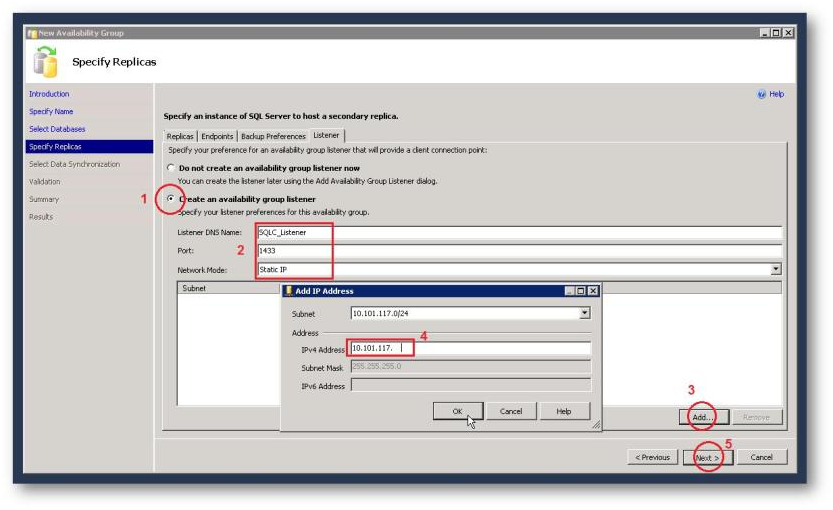 New Availability Group
Specify Replicas
Introduction
Help
Specify Name
Specify an instance of SQL Server to host a secondary replica.
Select Databases
Replicas Endpoints Backup Preferences Listener
Specify Replicas
Specify your preference for an availability group listener that will provide a client connection point:
Select Data Synchronization
Do not create an availability group listener now
Validation
You can create the listener later using the Add Availability Group Listener dialog.
Summary
1
Create an availability group listener
Results
Specify your listener preferences for this availability group.
Listener DNS Name: SQLC_Listener
Port: 2 1433
Network Mode: Static IP
Subnet
Add IP Address
Subnet 10.101.117.0/24
Address
4
IPv4 Address 10.101.117.
Subnet Mask 255.255.255.0
IPv6 Address
3
OK Cancel Help
Add... Remove
5
< Previous Next > Cancel